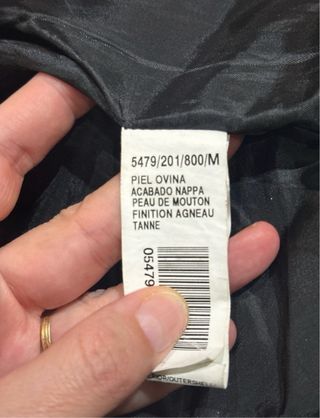 5479/201/800/M
PIEL OVINA
ACABADO NAPPA
PEAU DE MOUTON
FINITION AGNEAU
TANNE
05479